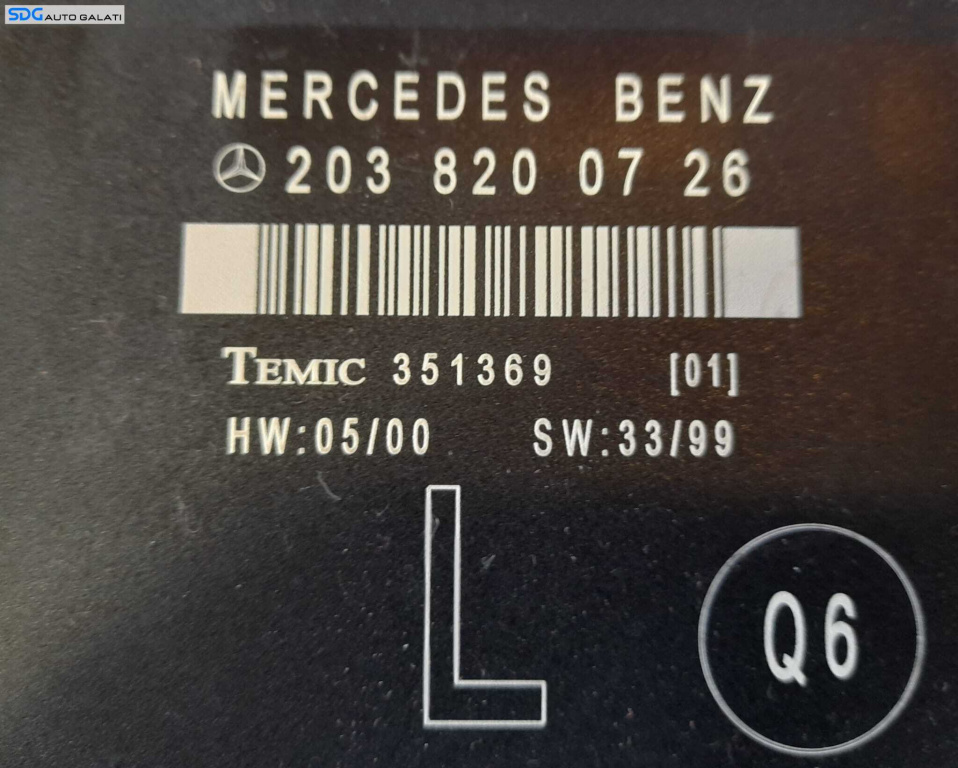 SDG AUTO GALATI
MERCEDES BENZ
203 820 07 26
TEMIC 351369 [01]
HW:05/00 SW:33/99
L
Q6